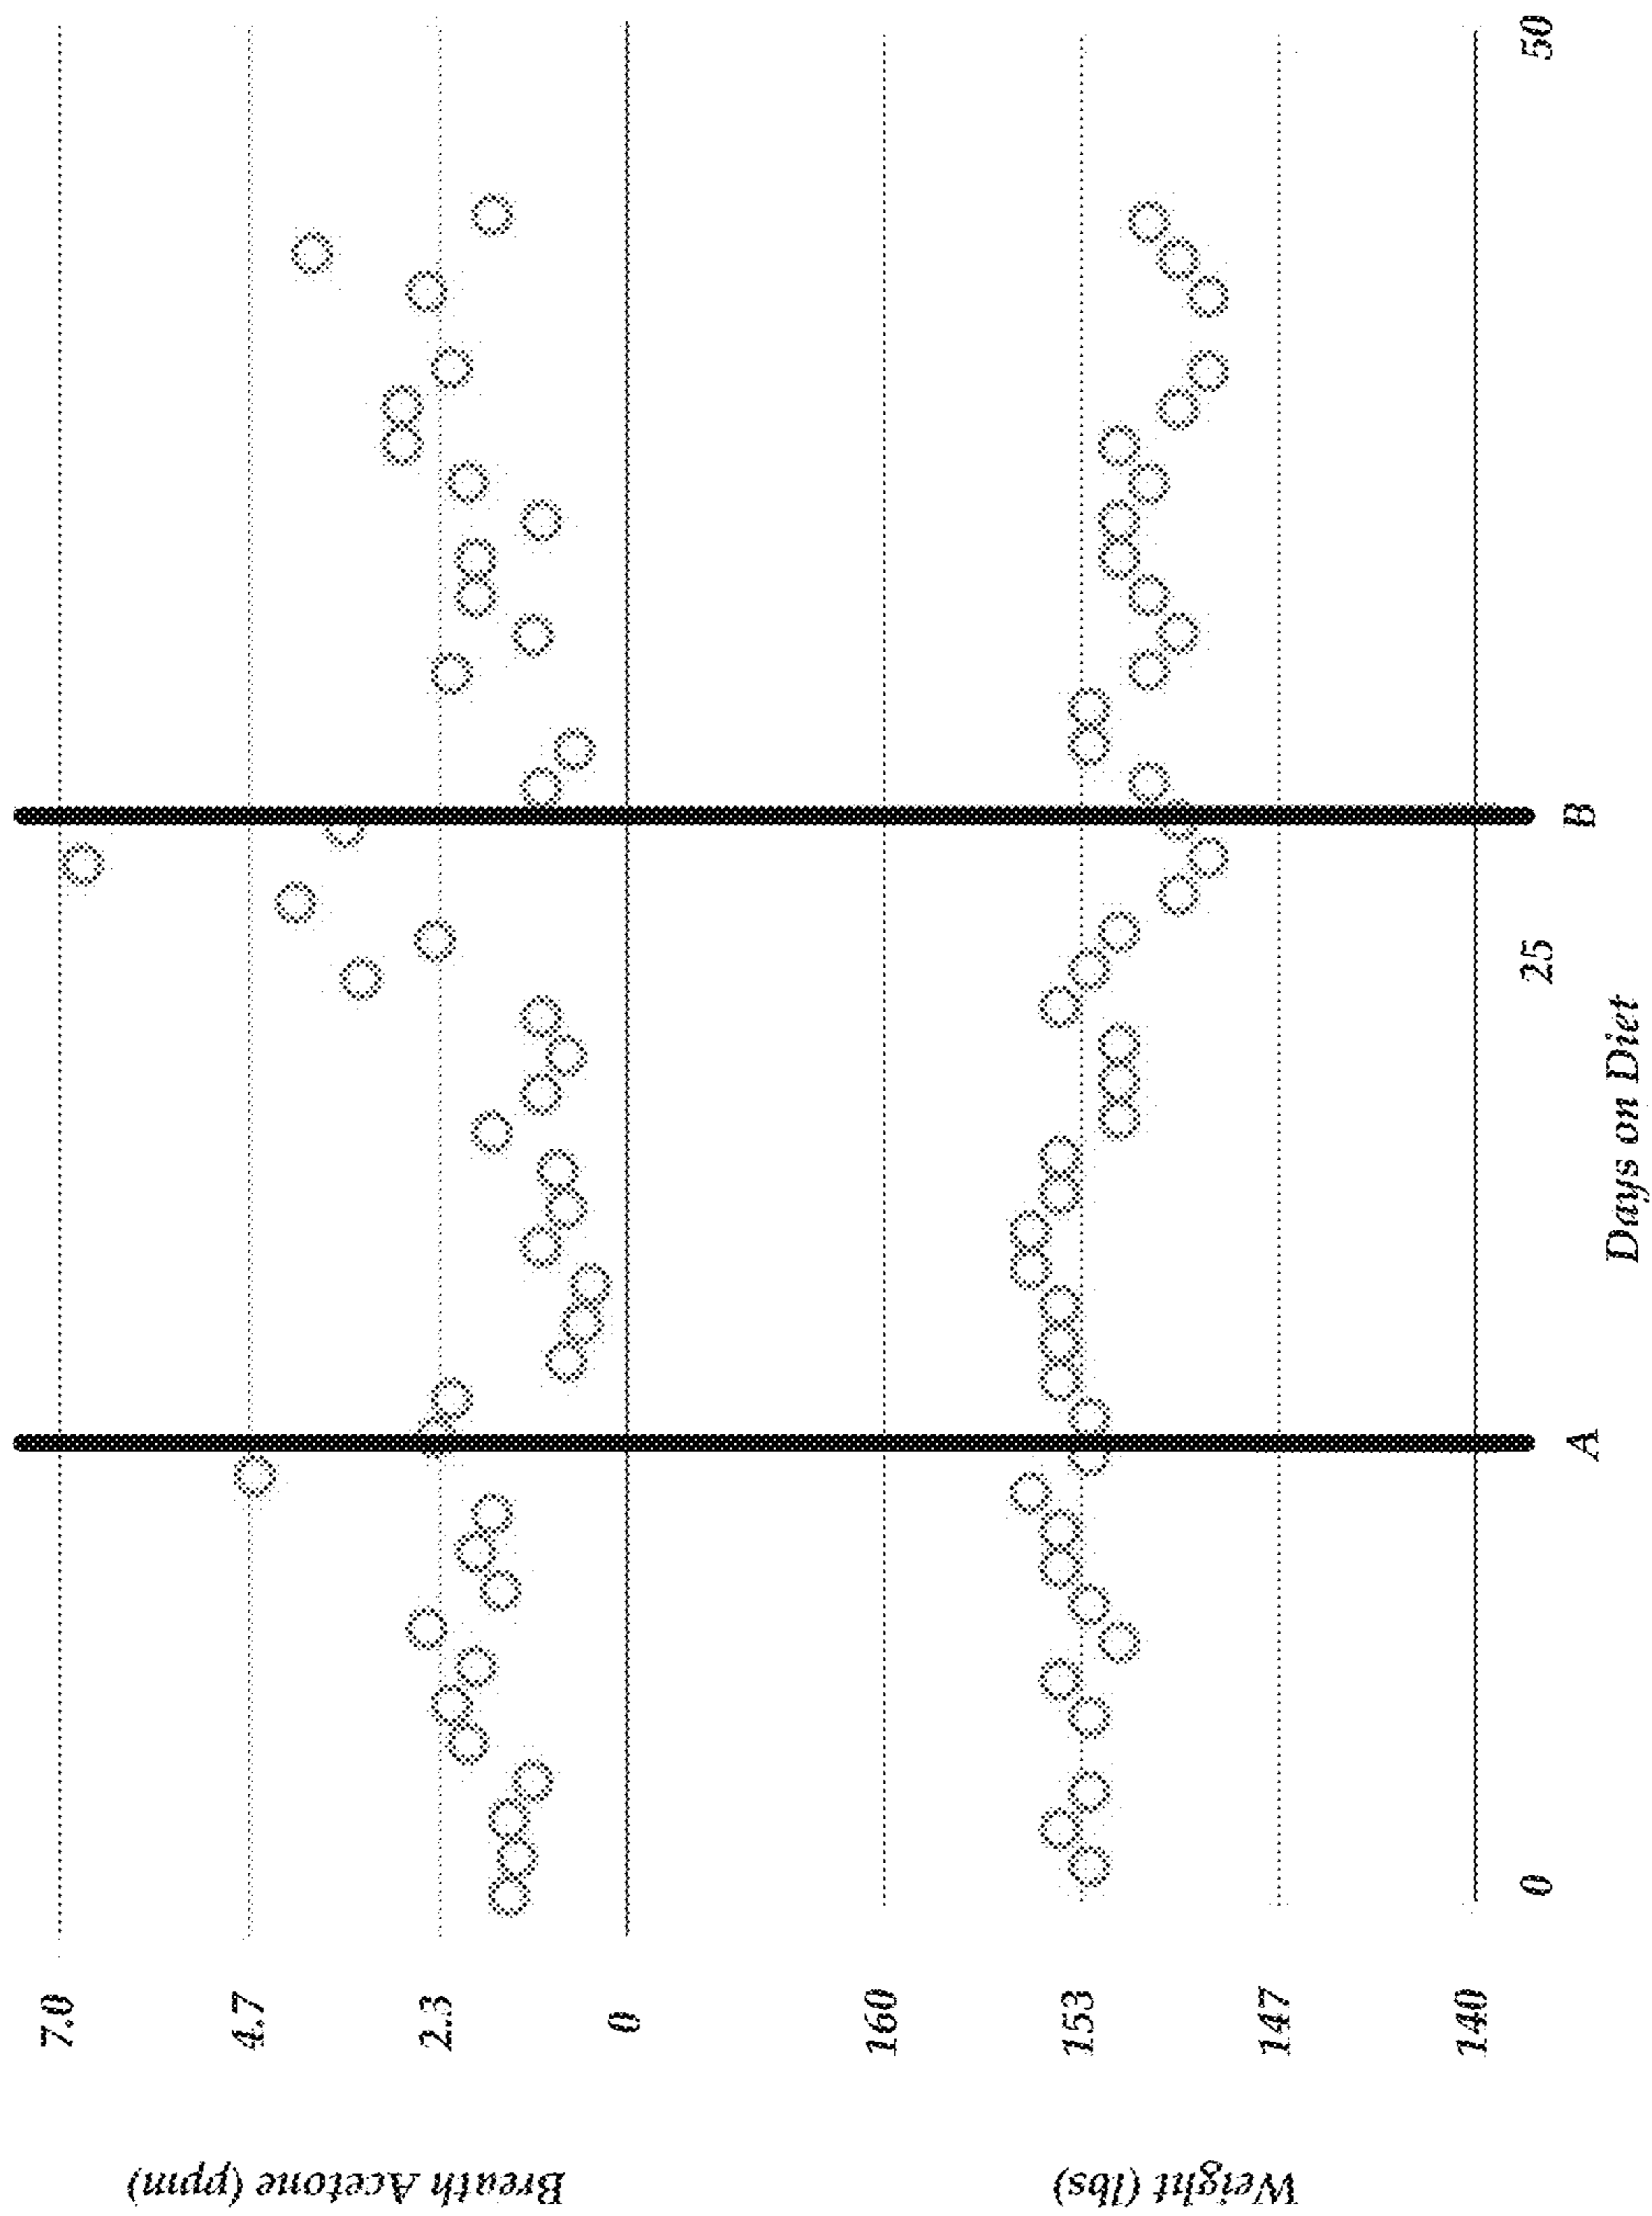 Breath Acetone (ppm)
7.0
4.7
2.3
0
Weight (lbs)
160
153
147
140
0
25
50
A
B
Days on Diet